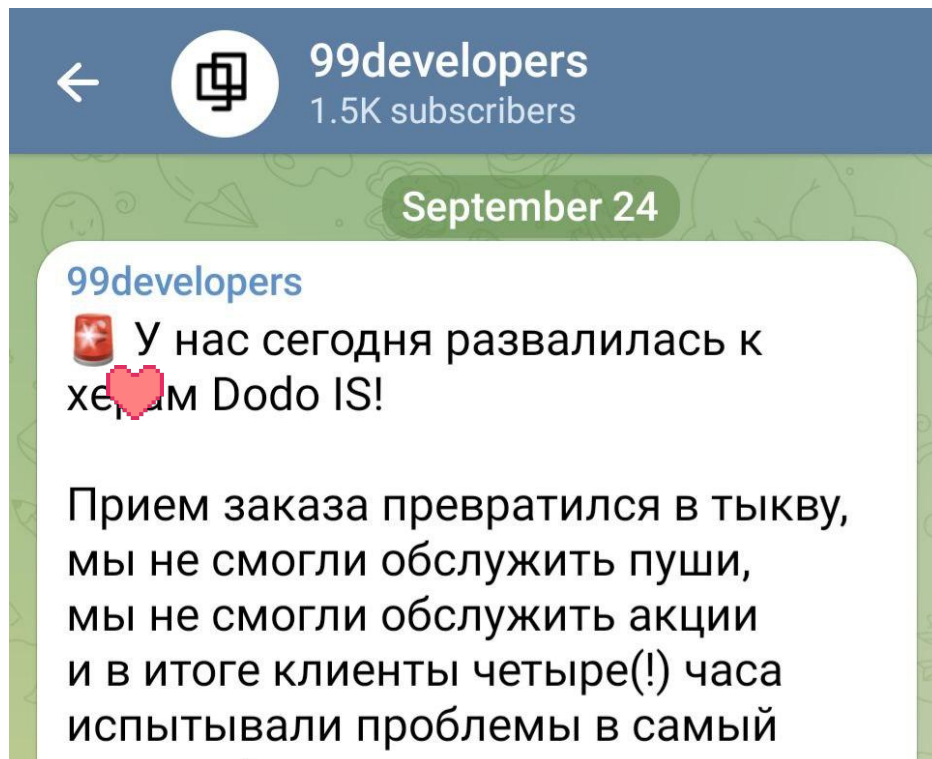 99developers
1.5K subscribers
September 24
99developers
У нас сегодня развалилась к
херам Dodo IS!
Прием заказа превратился в тыкву,
мы не смогли обслужить пуши,
мы не смогли обслужить акции
и в итоге клиенты четыре(!) часа
испытывали проблемы в самый